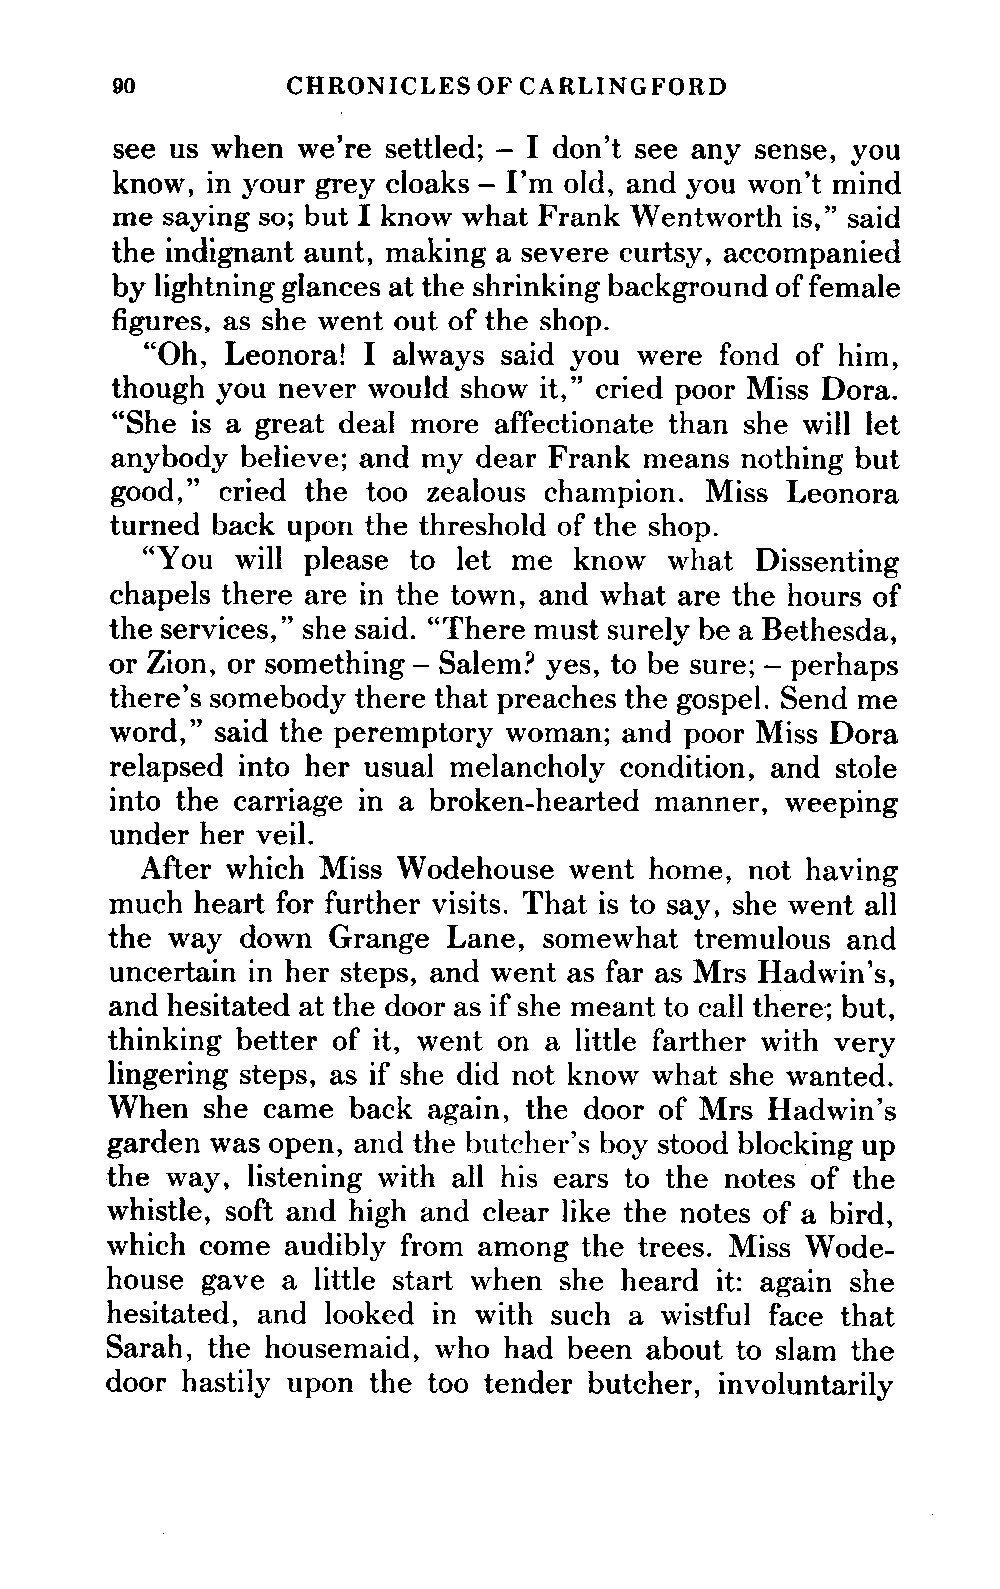 90 CHRONICLES OF CARLINGFORD
see us when we're settled; – I don't see any sense, you
know, in your grey cloaks – I'm old, and you won't mind
me saying so; but I know what Frank Wentworth is,” said
the indignant aunt, making a severe curtsy, accompanied
by lightning glances at the shrinking background of female
figures, as she went out of the shop.
“Oh, Leonora! I always said you were fond of him,
though you never would show it,” cried poor Miss Dora.
“She is a great deal more affectionate than she will let
anybody believe; and my dear Frank means nothing but
good,” cried the too zealous champion. Miss Leonora
turned back upon the threshold of the shop.
“You will please to let me know what Dissenting
chapels there are in the town, and what are the hours of
the services,” she said. “There must surely be a Bethesda,
or Zion, or something – Salem? yes, to be sure; – perhaps
there's somebody there that preaches the gospel. Send me
word,” said the peremptory woman; and poor Miss Dora
relapsed into her usual melancholy condition, and stole
into the carriage in a broken-hearted manner, weeping
under her veil.
After which Miss Wodehouse went home, not having
much heart for further visits. That is to say, she went all
the way down Grange Lane, somewhat tremulous and
uncertain in her steps, and went as far as Mrs Hadwin's,
and hesitated at the door as if she meant to call there; but,
thinking better of it, went on a little farther with very
lingering steps, as if she did not know what she wanted.
When she came back again, the door of Mrs Hadwin's
garden was open, and the butcher's boy stood blocking up
the way, listening with all his ears to the notes of the
whistle, soft and high and clear like the notes of a bird,
which come audibly from among the trees. Miss Wode-
house gave a little start when she heard it: again she
hesitated, and looked in with such a wistful face that
Sarah, the housemaid, who had been about to slam the
door hastily upon the too tender butcher, involuntarily